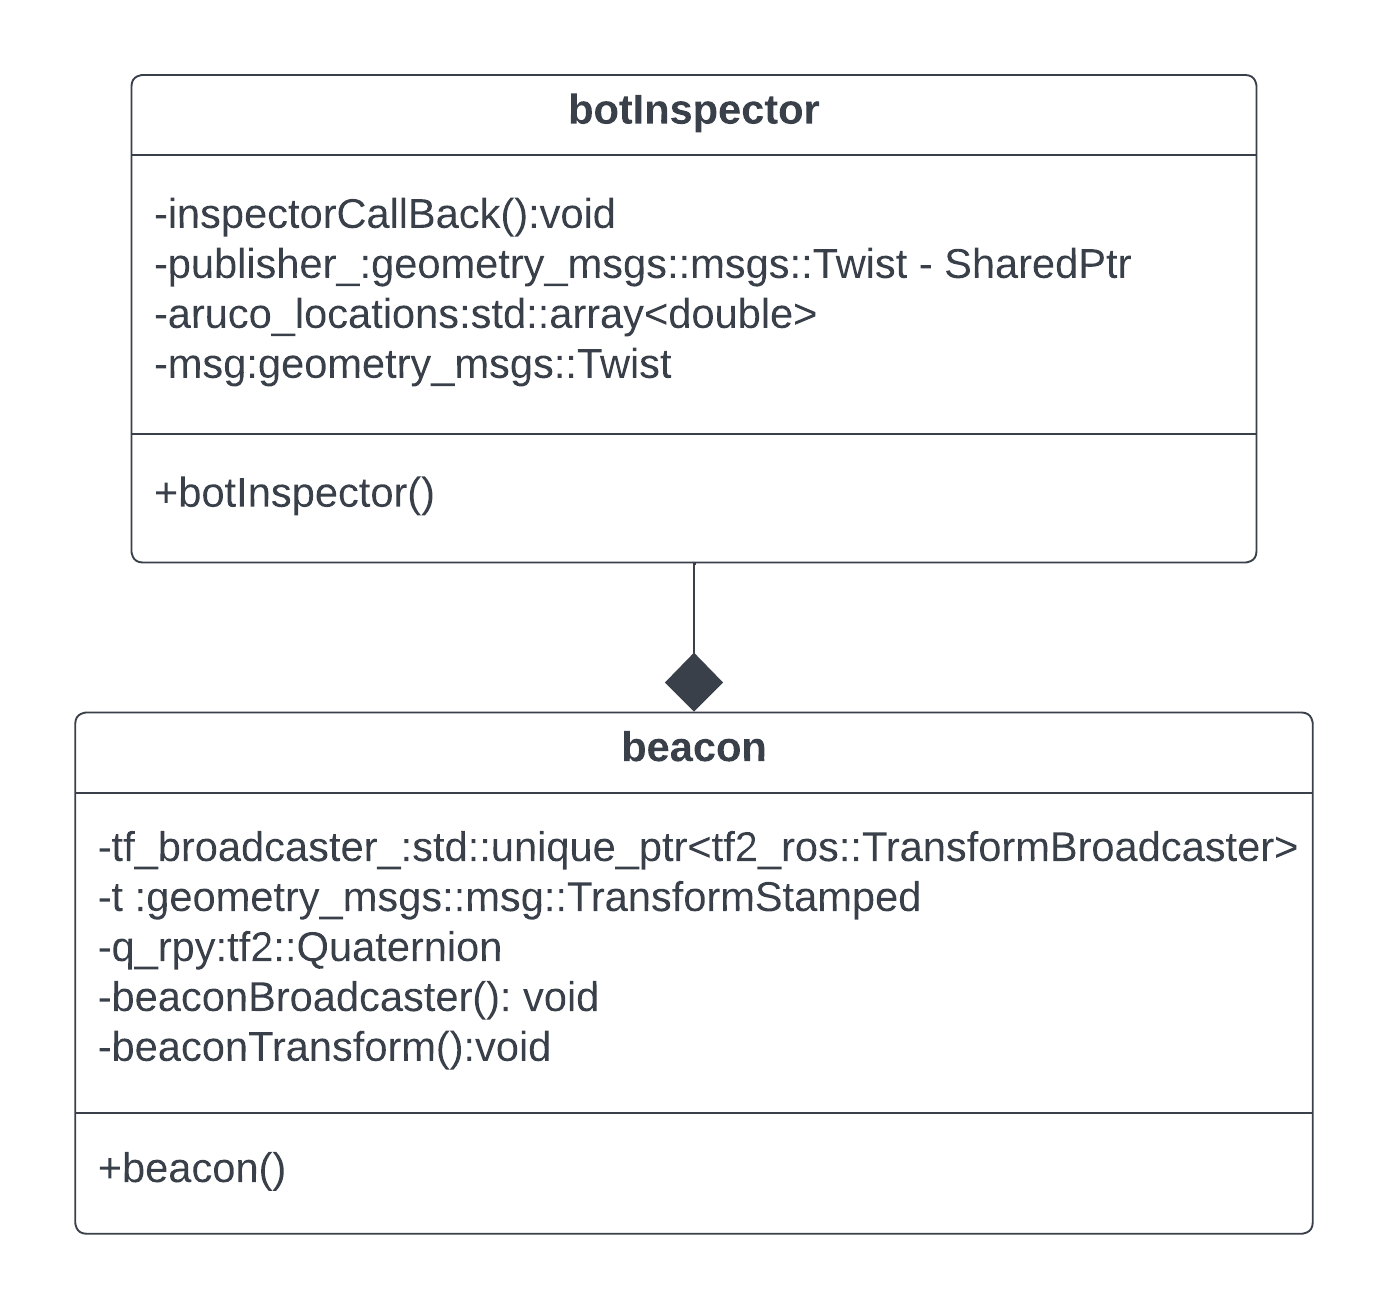 botInspector
-inspectorCallBack():void
-publisher_:geometry_msgs::msgs::Twist - SharedPtr
-aruco_locations:std::array<double>
-msg:geometry_msgs::Twist
+botInspector()
beacon
-tf_broadcaster_:std::unique_ptr<tf2_ros::TransformBroadcaster>
-t :geometry_msgs::msg::TransformStamped
-q_rpy:tf2::Quaternion
-beaconBroadcaster(): void
-beaconTransform():void
+beacon()